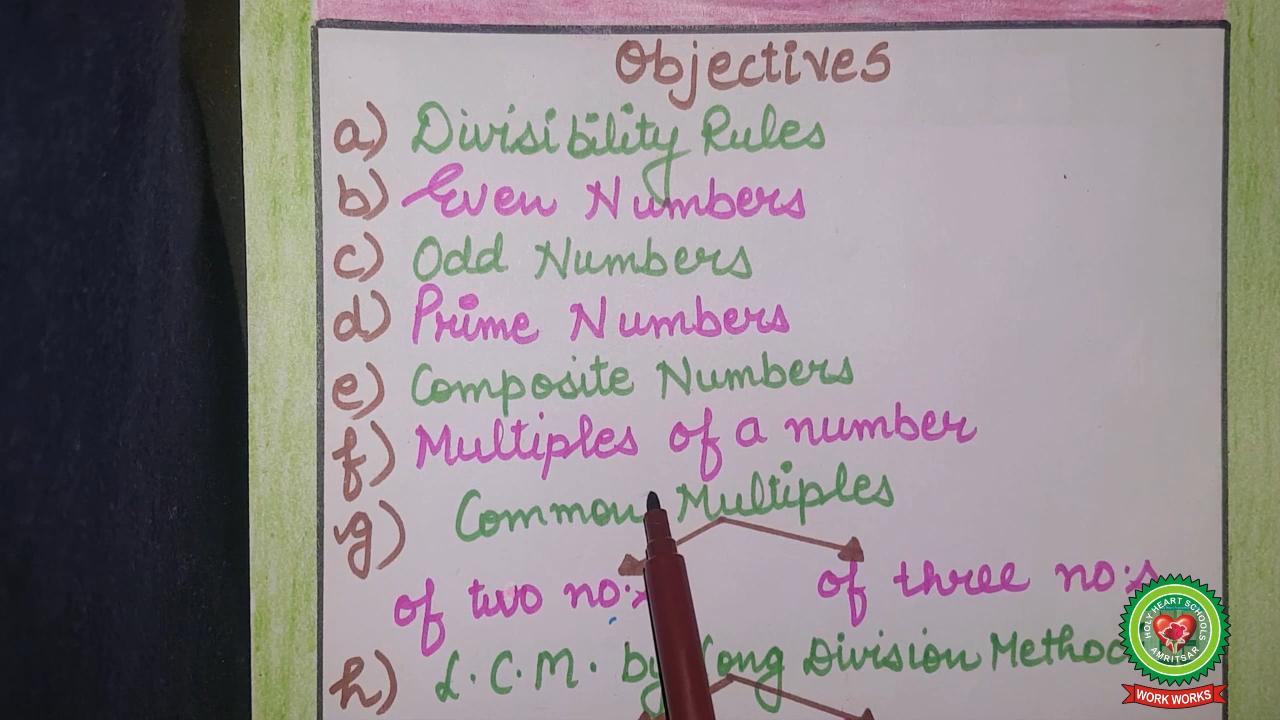 Objectives
a) Divisibility Rules
b) Even Numbers
c) Odd Numbers
d) Prime Numbers
e) Composite Numbers
f) Multiples of a number
g) Common Multiples
of two no:s of three no:s
h) L.C.M. by Long Division Method
HOLY HEART SCHOOLS
AMRITSAR
WORK WORKS